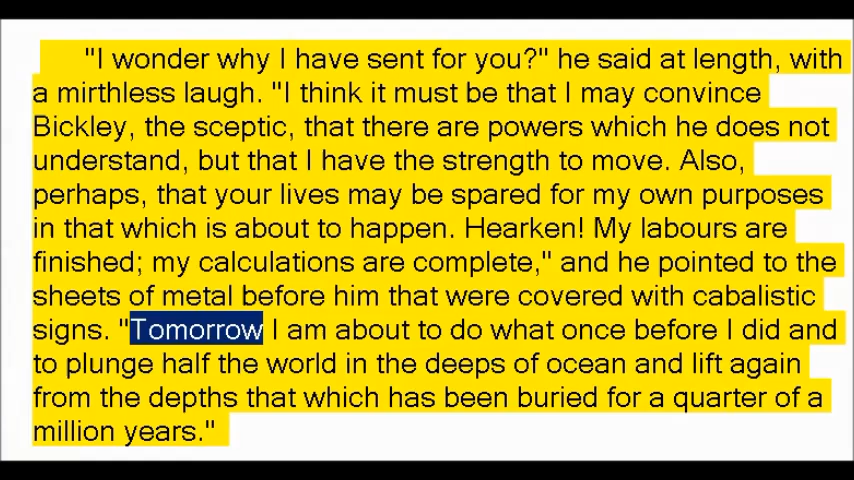 "I wonder why I have sent for you?" he said at length, with
a mirthless laugh. "I think it must be that I may convince
Bickley, the sceptic, that there are powers which he does not
understand, but that I have the strength to move. Also,
perhaps, that your lives may be spared for my own purposes
in that which is about to happen. Hearken! My labours are
finished; my calculations are complete," and he pointed to the
sheets of metal before him that were covered with cabalistic
signs. "Tomorrow I am about to do what once before I did and
to plunge half the world in the deeps of ocean and lift again
from the depths that which has been buried for a quarter of a
million years."